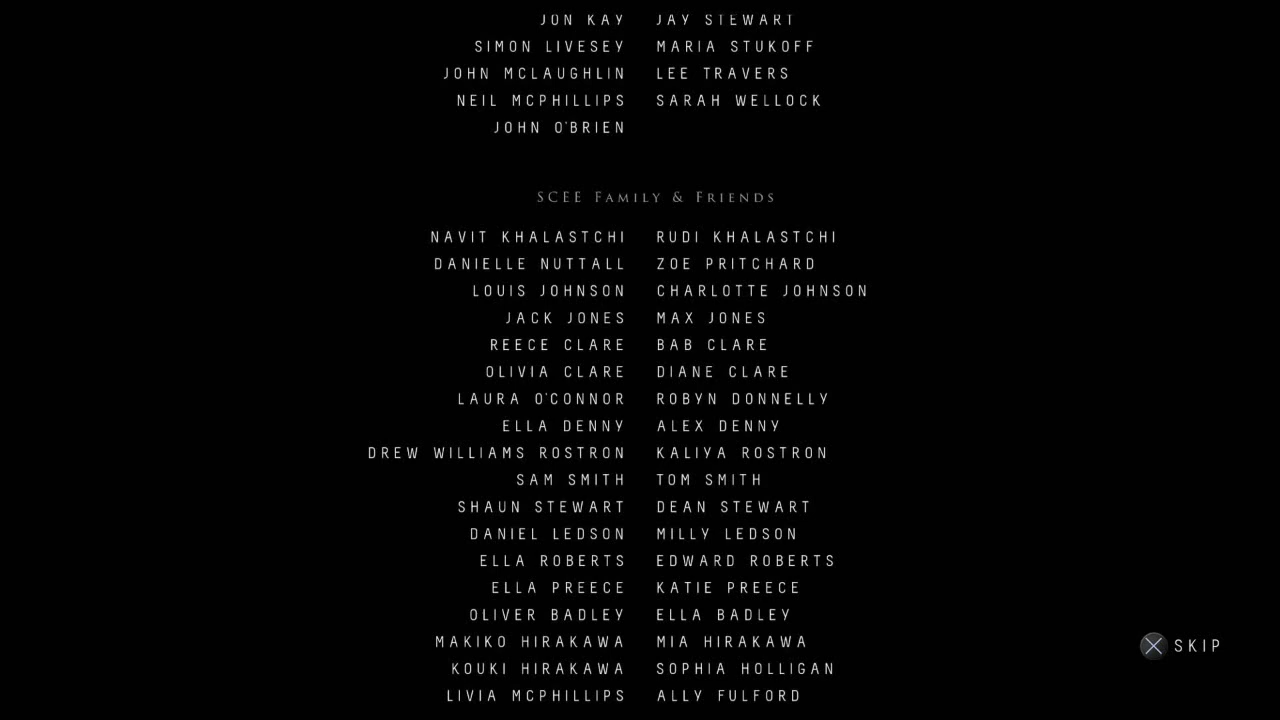 JON KAY JAY STEWART
SIMON LIVESEY MARIA STUKOFF
JOHN MCLAUGHLIN LEE TRAVERS
NEIL MCPHILLIPS SARAH WELLOCK
JOHN O'BRIEN
SCEE FAMILY & FRIENDS
NAVIT KHALASTCHI RUDI KHALASTCHI
DANIELLE NUTTALL ZOE PRITCHARD
LOUIS JOHNSON CHARLOTTE JOHNSON
JACK JONES MAX JONES
REECE CLARE BAB CLARE
OLIVIA CLARE DIANE CLARE
LAURA O'CONNOR ROBYN DONNELLY
ELLA DENNY ALEX DENNY
DREW WILLIAMS ROSTRON KALIYA ROSTRON
SAM SMITH TOM SMITH
SHAUN STEWART DEAN STEWART
DANIEL LEDSON MILLY LEDSON
ELLA ROBERTS EDWARD ROBERTS
ELLA PREECE KATIE PREECE
OLIVER BADLEY ELLA BADLEY
MAKIKO HIRAKAWA MIA HIRAKAWA
SKIP
KOUKI HIRAKAWA SOPHIA HOLLIGAN
LIVIA MCPHILLIPS ALLY FULFORD